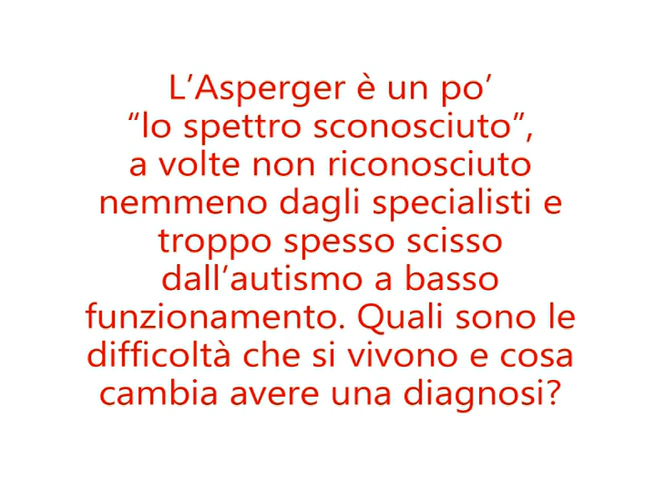 L’Asperger è un po’
“lo spettro sconosciuto”,
a volte non riconosciuto
nemmeno dagli specialisti e
troppo spesso scisso
dall’autismo a basso
funzionamento. Quali sono le
difficoltà che si vivono e cosa
cambia avere una diagnosi?